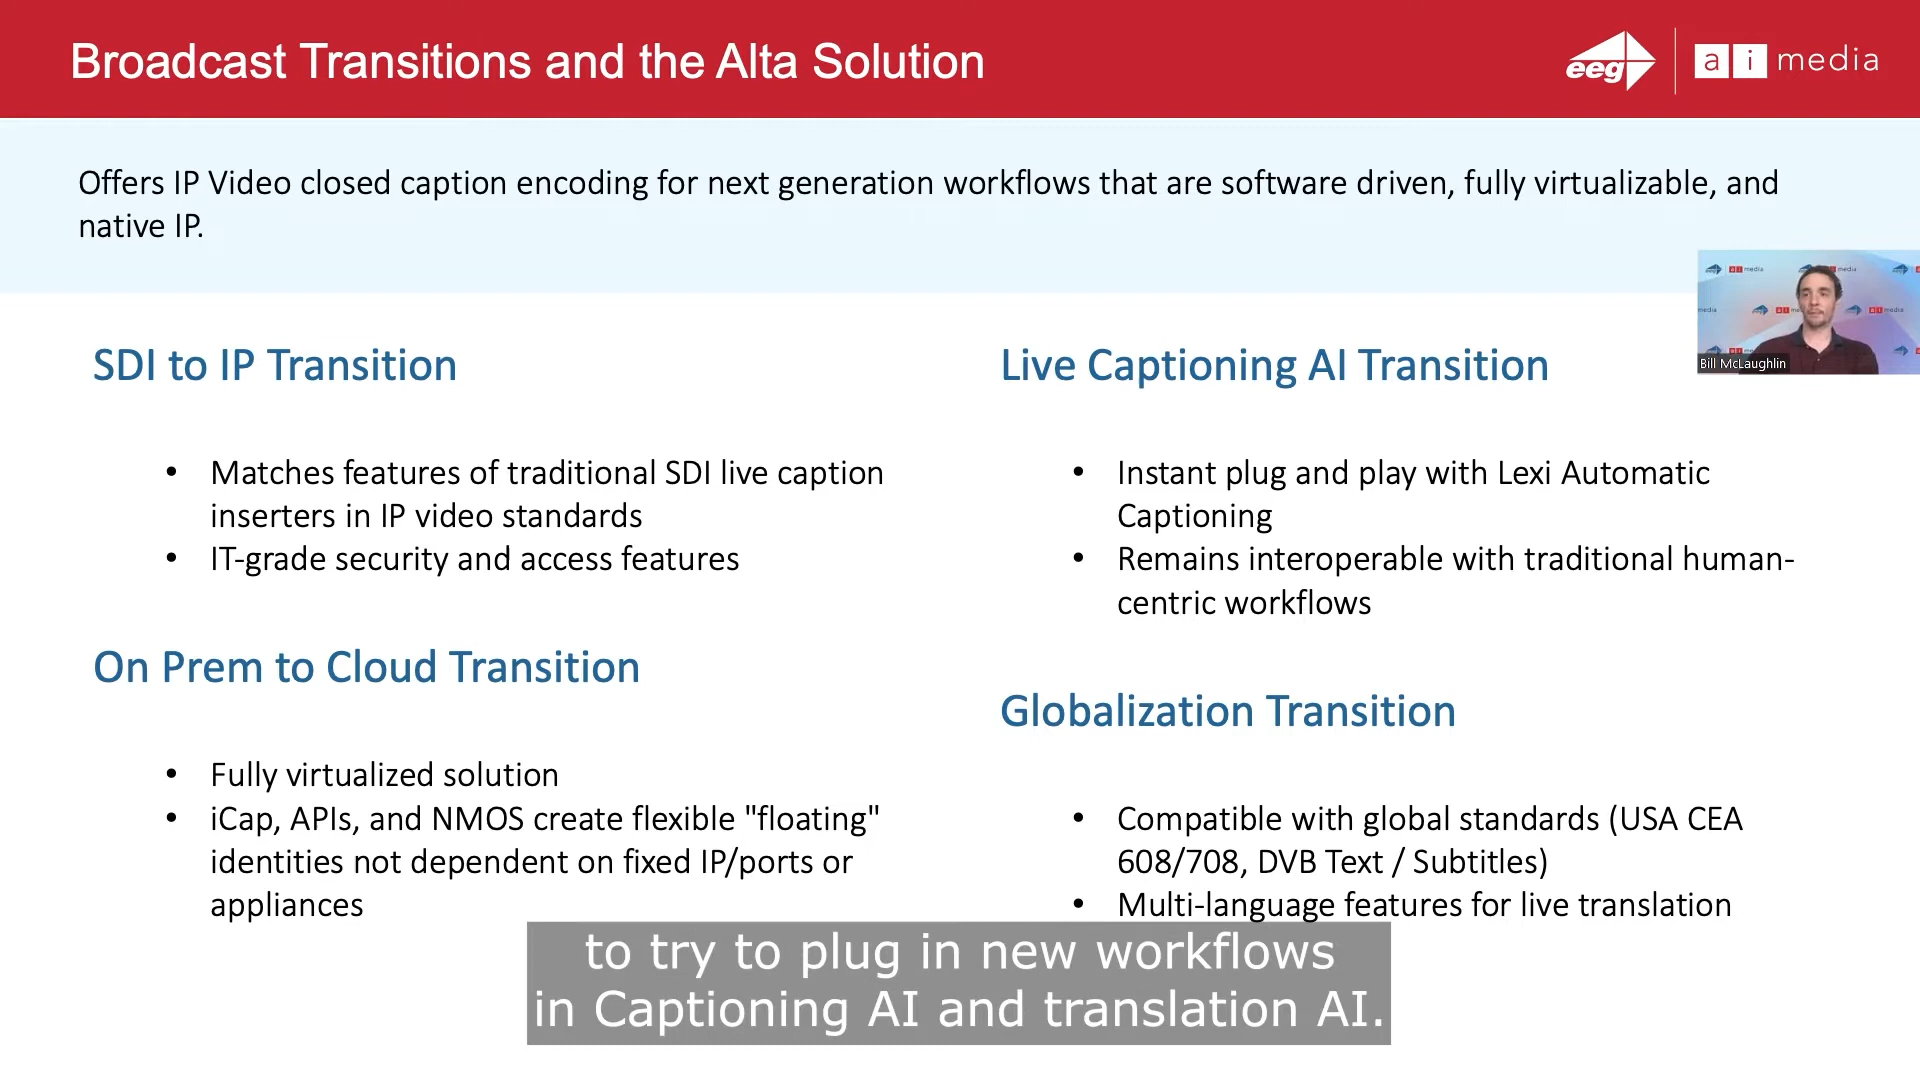 Broadcast Transitions and the Alta Solution
eeg
ai media
Offers IP Video closed caption encoding for next generation workflows that are software driven, fully virtualizable, and
native IP.
Bill McLaughlin
SDI to IP Transition
• Matches features of traditional SDI live caption
inserters in IP video standards
• IT-grade security and access features
On Prem to Cloud Transition
• Fully virtualized solution
• iCap, APIs, and NMOS create flexible "floating"
identities not dependent on fixed IP/ports or
appliances
Live Captioning AI Transition
• Instant plug and play with Lexi Automatic
Captioning
• Remains interoperable with traditional human-
centric workflows
Globalization Transition
• Compatible with global standards (USA CEA
608/708, DVB Text / Subtitles)
• Multi-language features for live translation
to try to plug in new workflows
in Captioning AI and translation AI.